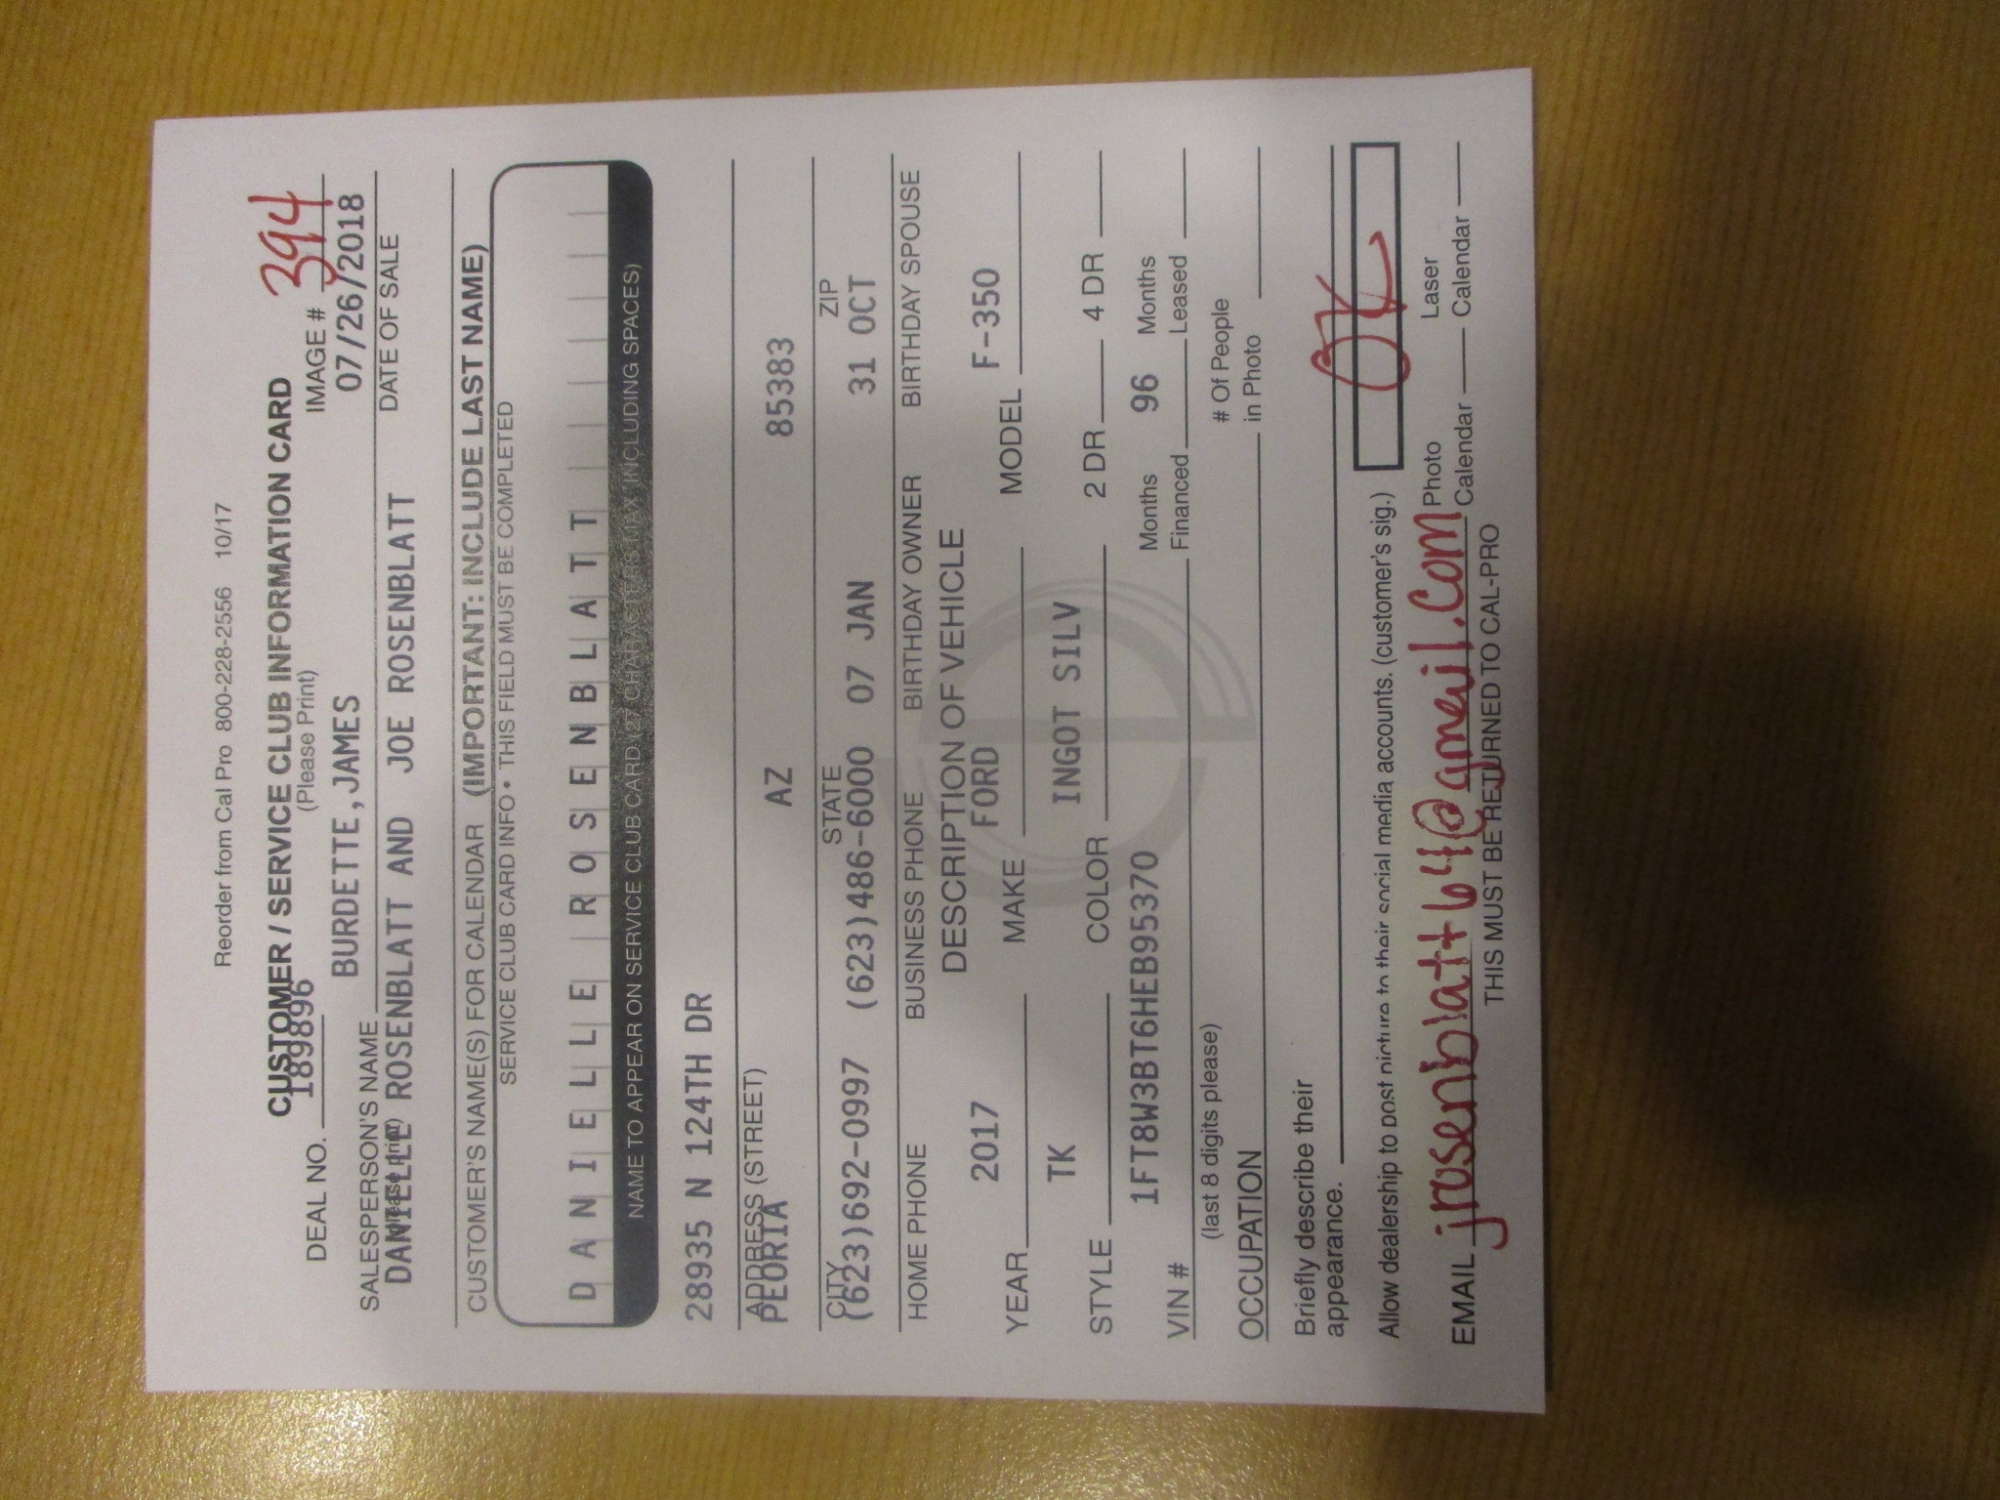 Reorder from Cal Pro 800-228-2556 10/17
CUSTOMER / SERVICE CLUB INFORMATION CARD
(Please Print)
DEAL NO. 1898896 IMAGE # 394
BURDETTE,JAMES 07/26/2018
SALESPERSON'S NAME DATE OF SALE
(please print)
DANIELLE ROSENBLATT AND JOE ROSENBLATT
CUSTOMER'S NAME(S) FOR CALENDAR (IMPORTANT: INCLUDE LAST NAME)
SERVICE CLUB CARD INFO • THIS FIELD MUST BE COMPLETED
DANIELLE ROSENBLATT
NAME TO APPEAR ON SERVICE CLUB CARD (27 CHARACTERS MAX, INCLUDING SPACES)
28935 N 124TH DR
ADDRESS (STREET)
PEORIA AZ 85383
CITY STATE ZIP
(623)692-0997 (623)486-6000 07 JAN 31 OCT
HOME PHONE BUSINESS PHONE BIRTHDAY OWNER BIRTHDAY SPOUSE
DESCRIPTION OF VEHICLE
YEAR 2017 MAKE FORD MODEL F-350
STYLE TK COLOR INGOT SILV 2 DR 4 DR
VIN # 1FT8W3BT6HEB95370 Months Financed 96 Months Leased
(last 8 digits please)
OCCUPATION # Of People in Photo
Briefly describe their
appearance.
Allow dealership to post picture to their social media accounts. (customer's sig.) OK
EMAIL jrosenblatt64@gmail.com Photo Calendar Laser Calendar
THIS MUST BE RETURNED TO CAL-PRO